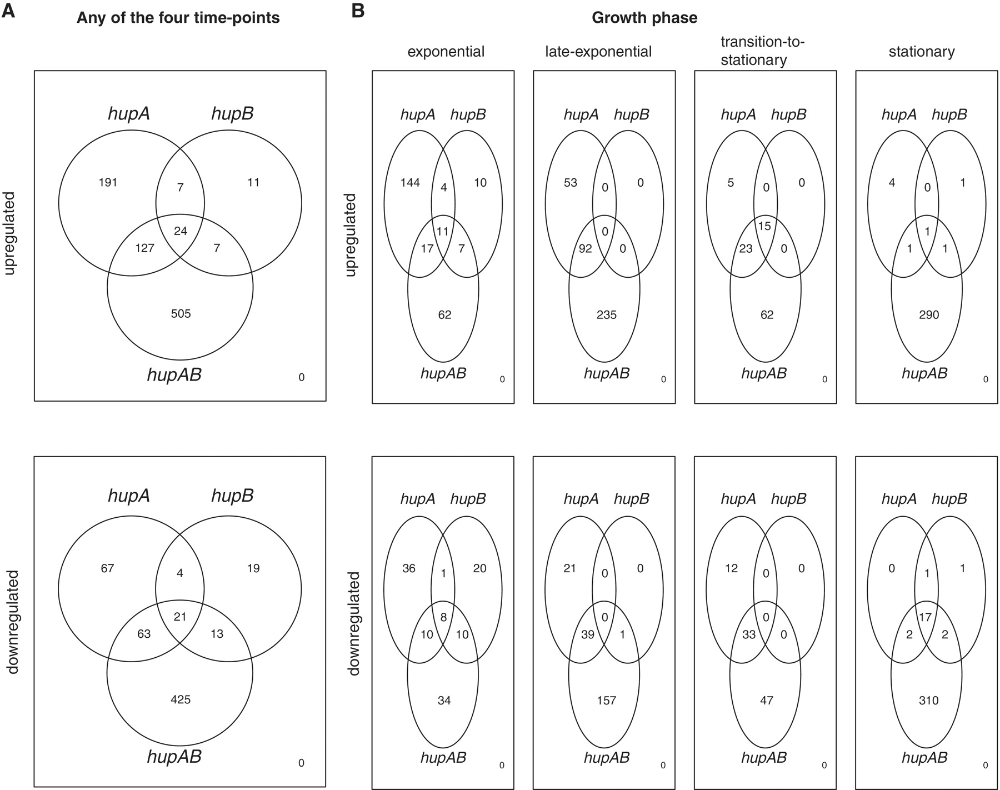 A
Any of the four time-points
B
Growth phase
exponential
late-exponential
transition-to-
stationary
stationary
upregulated
hupA hupB
191 7 11
24
127 7
505
hupAB
0
upregulated
hupA hupB
144 4 10
11
17 7
62
hupAB
0
hupA hupB
53 0 0
0
92 0
235
hupAB
0
hupA hupB
5 0 0
15
23 0
62
hupAB
0
hupA hupB
4 0 1
1
1 1
290
hupAB
0
downregulated
hupA hupB
67 4 19
21
63 13
425
hupAB
0
downregulated
hupA hupB
36 1 20
8
10 10
34
hupAB
0
hupA hupB
21 0 0
0
39 1
157
hupAB
0
hupA hupB
12 0 0
0
33 0
47
hupAB
0
hupA hupB
0 1 1
17
2 2
310
hupAB
0